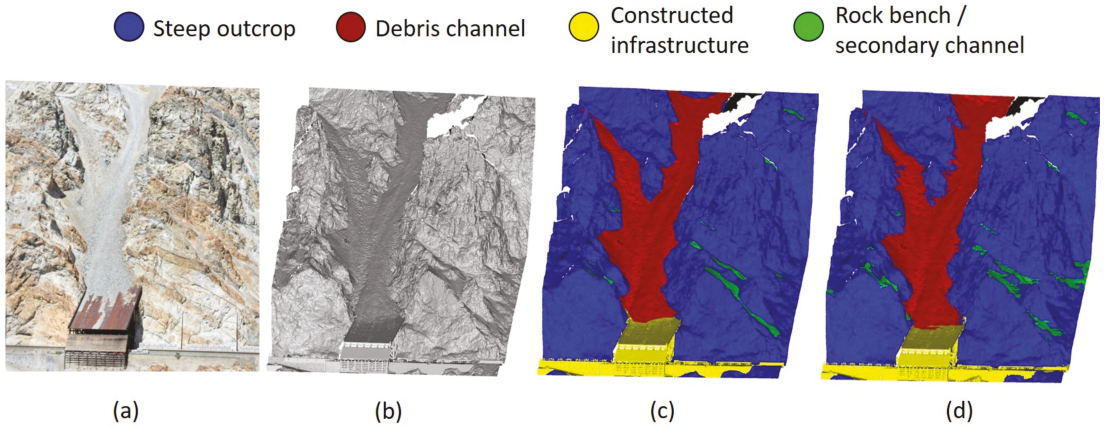 Steep outcrop
Debris channel
Constructed
infrastructure
Rock bench /
secondary channel
(a)
(b)
(c)
(d)